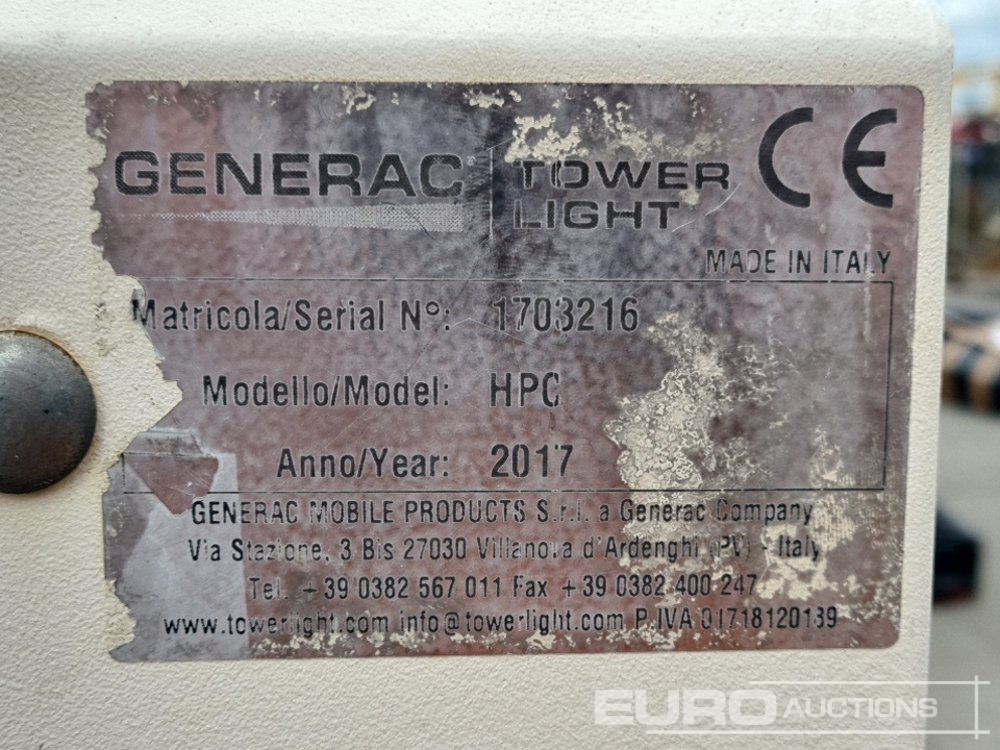 GENERAC TOWER LIGHT CE
MADE IN ITALY
Matricola/Serial N°: 1703216
Modello/Model: HPC
Anno/Year: 2017
GENERAC MOBILE PRODUCTS S.r.l. a Generac Company
Via Stazione, 3 Bis 27030 Villanova d'Ardenghi (PV) - Italy
Tel. +39 0382 567 011 Fax +39 0382 400 247
www.towerlight.com info@towerlight.com P.IVA 01718120189
EURO AUCTIONS